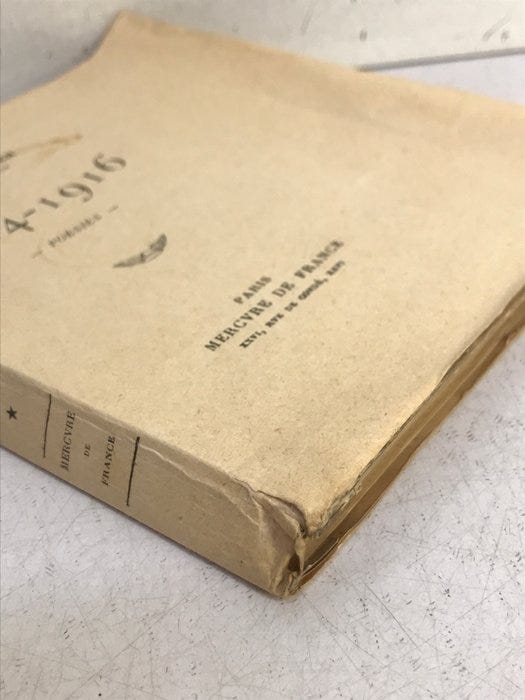 4-1916
— POÉSIES —
PARIS
MERCVRE DE FRANCE
XXVI, RVE DE CONDÉ, XXVI
★
MERCVRE
DE
FRANCE